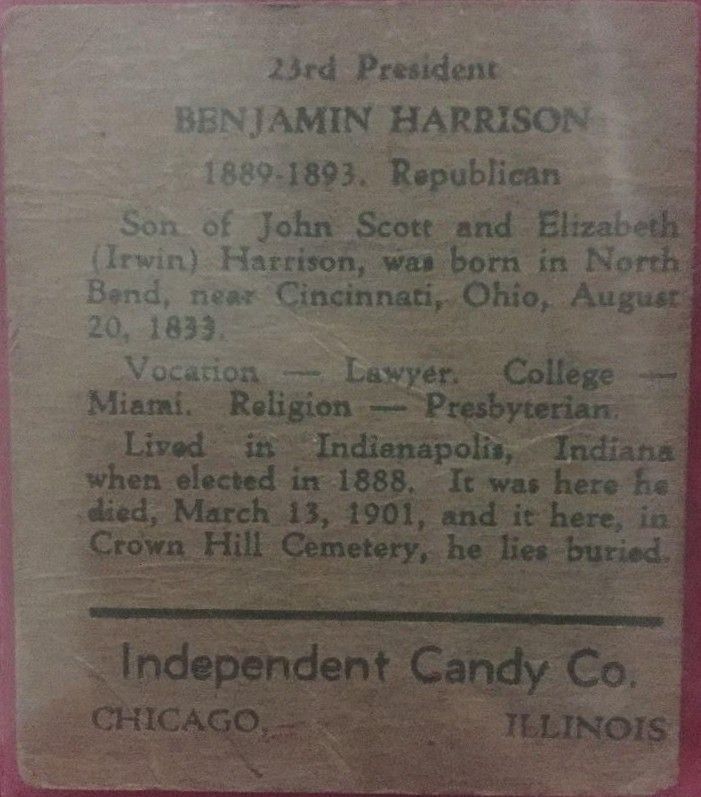 23rd President
BENJAMIN HARRISON
1889-1893. Republican
Son of John Scott and Elizabeth
(Irwin) Harrison, was born in North
Bend, near Cincinnati, Ohio, August
20, 1833.
Vocation — Lawyer. College —
Miami. Religion — Presbyterian.
Lived in Indianapolis, Indiana
when elected in 1888. It was here he
died, March 13, 1901, and it here, in
Crown Hill Cemetery, he lies buried.
Independent Candy Co.
CHICAGO, ILLINOIS